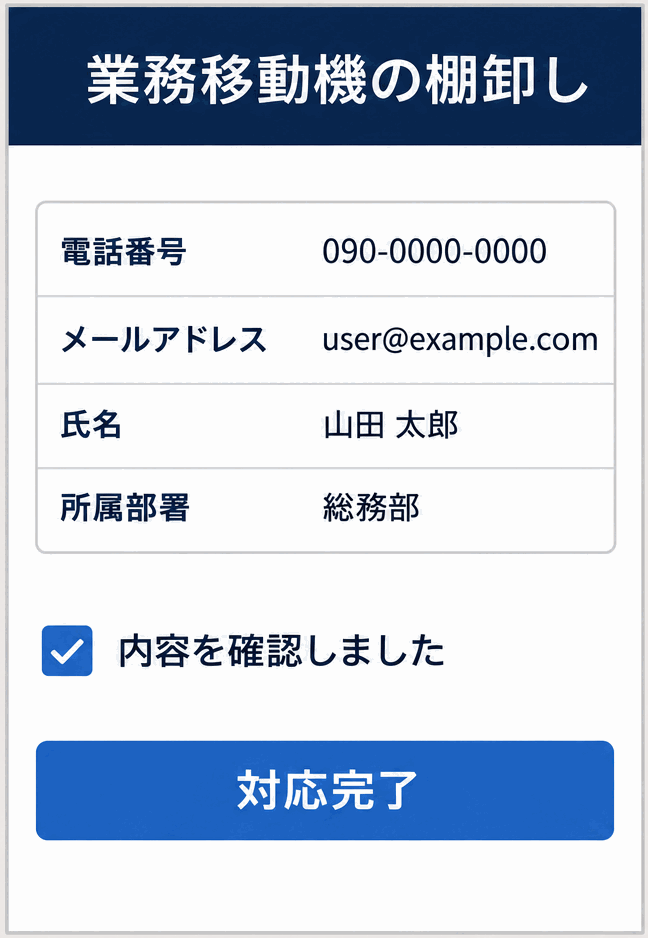 業務移動機の棚卸し
電話番号 090-0000-0000
メールアドレス user@example.com
氏名 山田 太郎
所属部署 総務部
内容を確認しました
対応完了